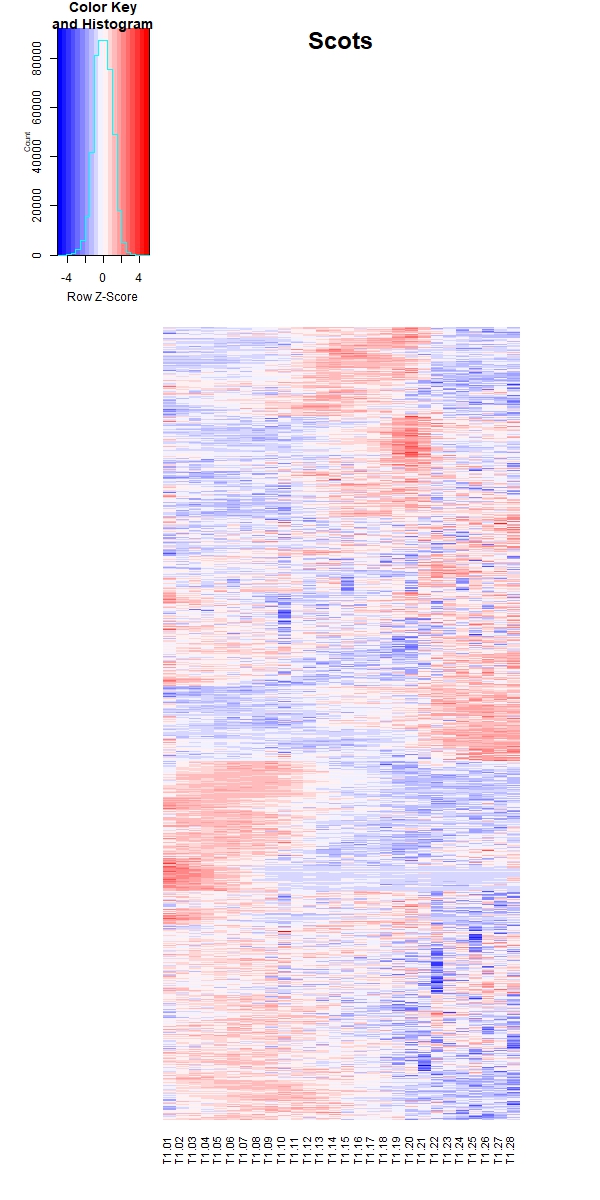 Color Key
and Histogram
Scots
Count
0
20000
40000
60000
80000
-4
0
4
Row Z-Score
T1.01
T1.02
T1.03
T1.04
T1.05
T1.06
T1.07
T1.08
T1.09
T1.10
T1.11
T1.12
T1.13
T1.14
T1.15
T1.16
T1.17
T1.18
T1.19
T1.20
T1.21
T1.22
T1.23
T1.24
T1.25
T1.26
T1.27
T1.28